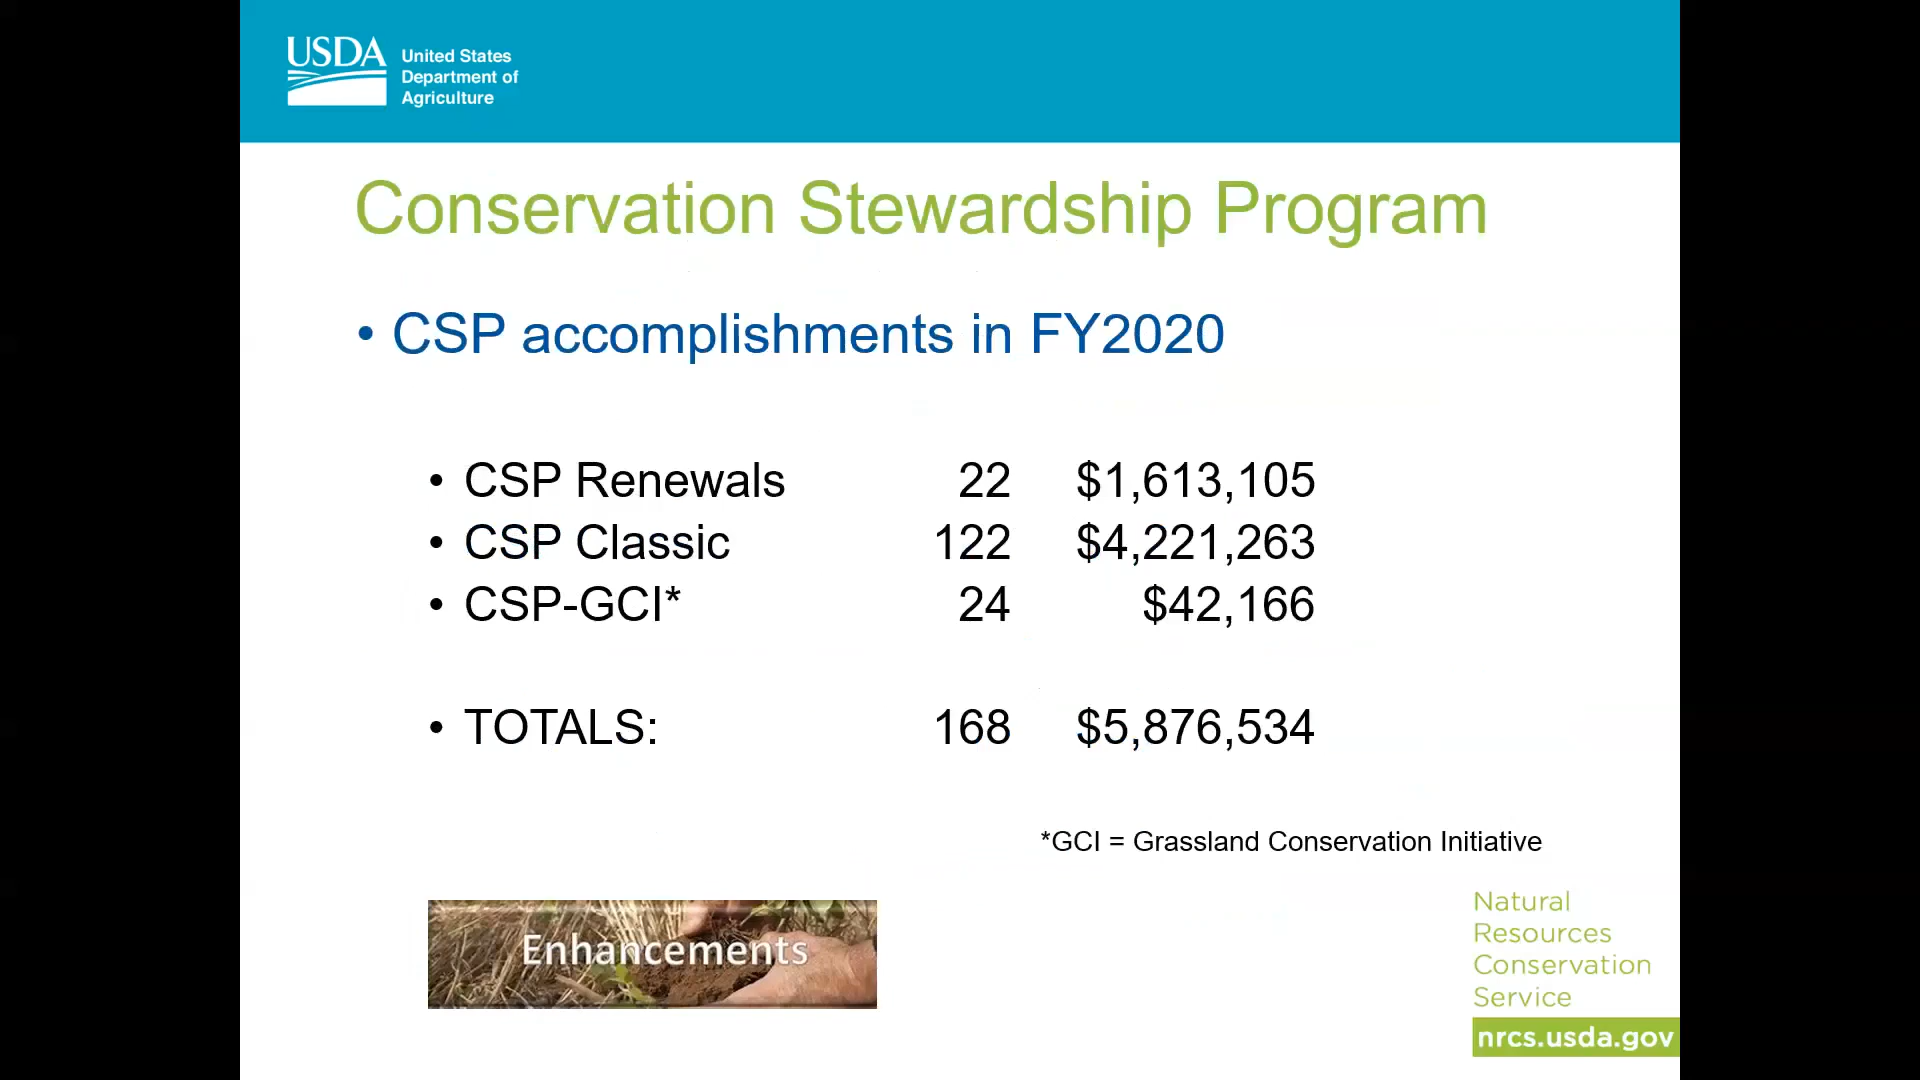 USDA
United States
Department of
Agriculture
Conservation Stewardship Program
• CSP accomplishments in FY2020
• CSP Renewals 22 $1,613,105
• CSP Classic 122 $4,221,263
• CSP-GCI* 24 $42,166
• TOTALS: 168 $5,876,534
*GCI = Grassland Conservation Initiative
Enhancements
Natural
Resources
Conservation
Service
nrcs.usda.gov